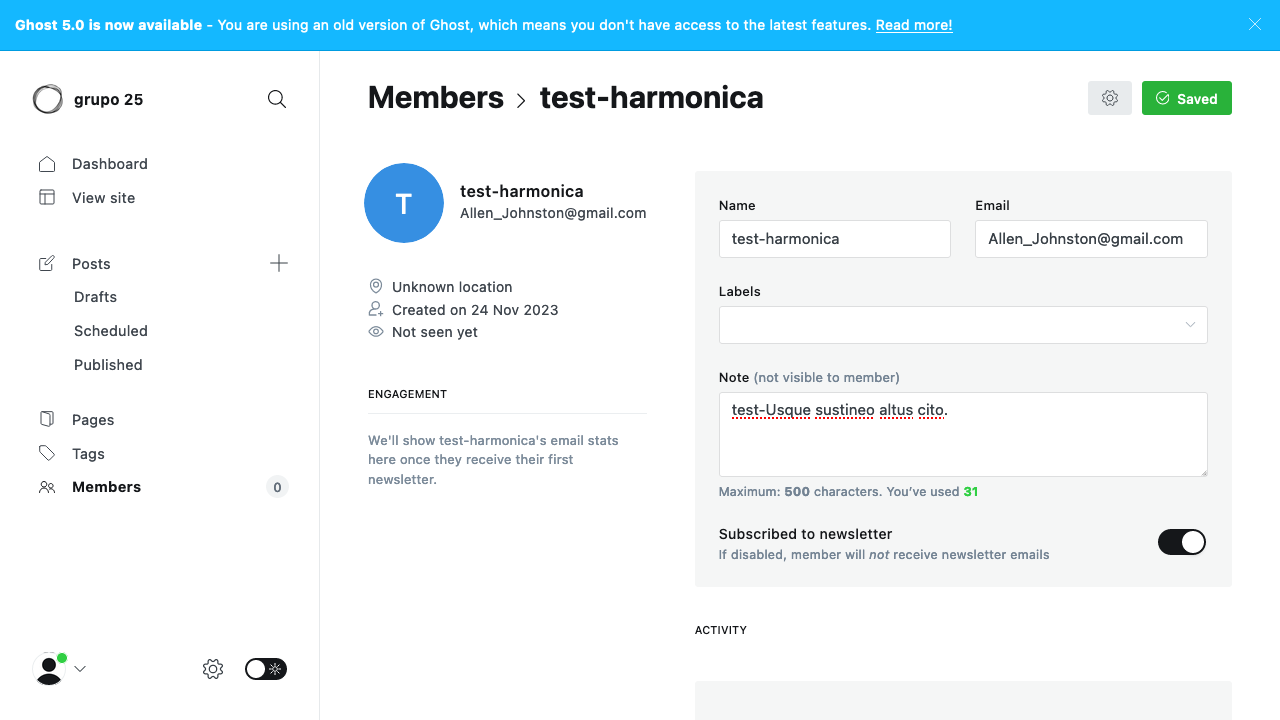 Ghost 5.0 is now available - You are using an old version of Ghost, which means you don't have access to the latest features. Read more!
grupo 25
Dashboard
View site
Posts
Drafts
Scheduled
Published
Pages
Tags
Members 0
Members > test-harmonica
Saved
T
test-harmonica
Allen_Johnston@gmail.com
Unknown location
Created on 24 Nov 2023
Not seen yet
ENGAGEMENT
We'll show test-harmonica's email stats
here once they receive their first
newsletter.
Name
test-harmonica
Email
Allen_Johnston@gmail.com
Labels
Note (not visible to member)
test-Usque sustineo altus cito.
Maximum: 500 characters. You've used 31
Subscribed to newsletter
If disabled, member will not receive newsletter emails
ACTIVITY